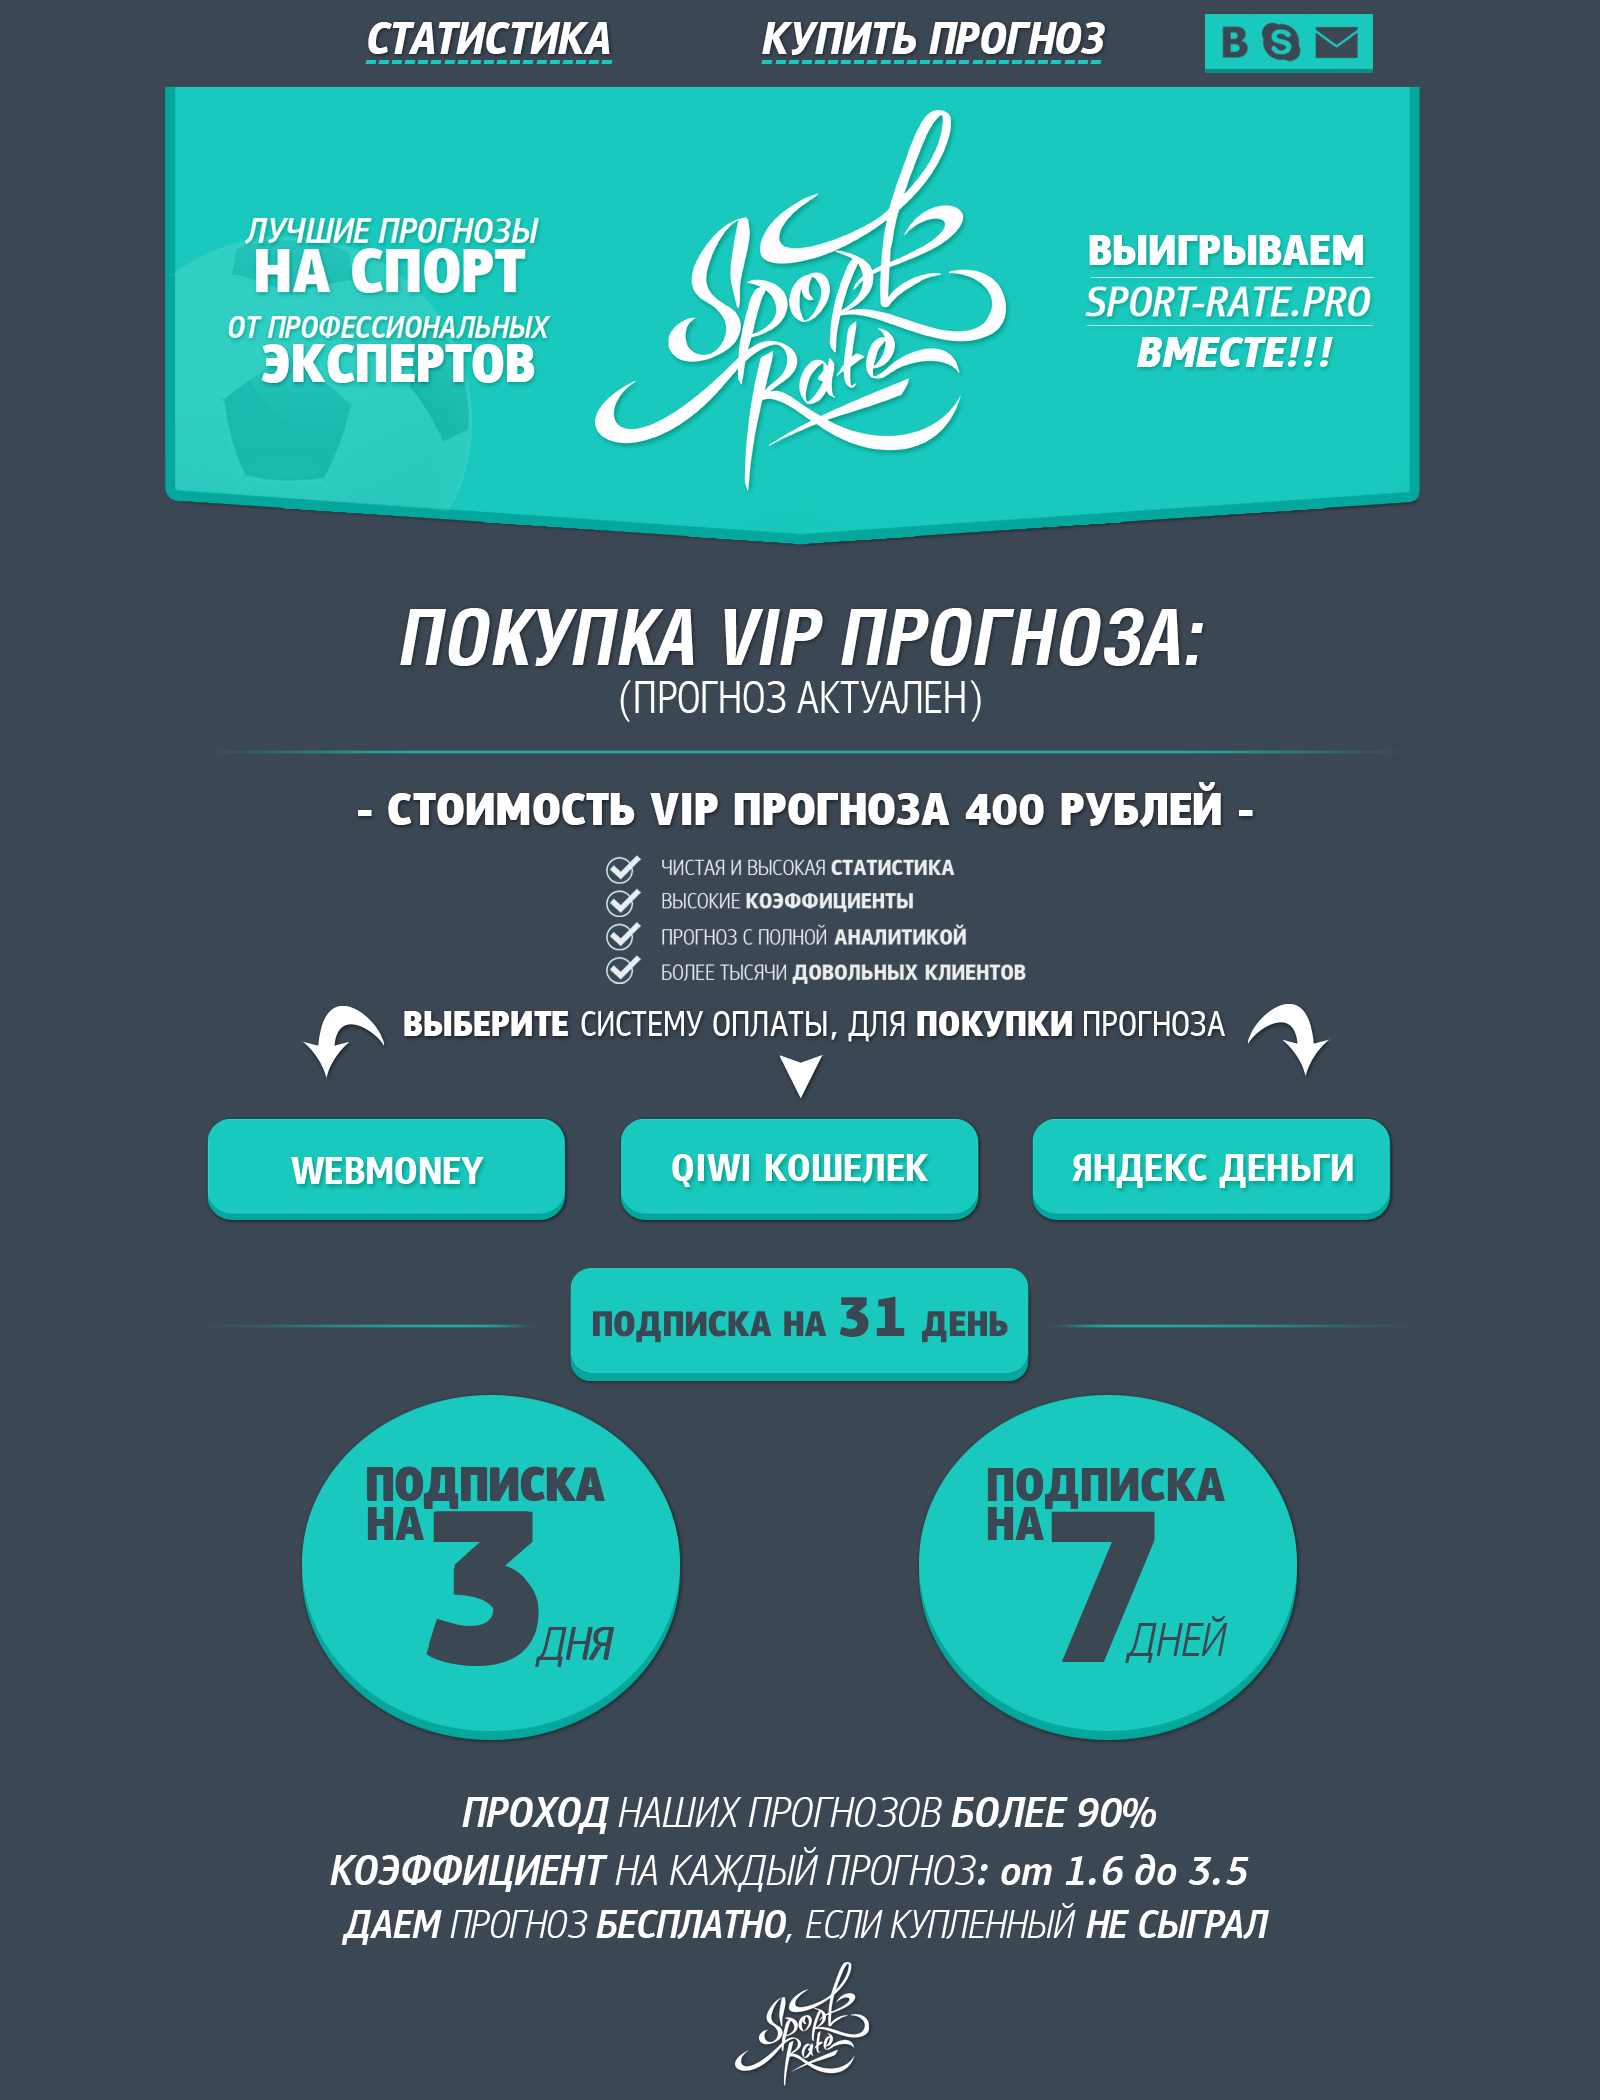 СТАТИСТИКА
КУПИТЬ ПРОГНОЗ
В S
ЛУЧШИЕ ПРОГНОЗЫ
НА СПОРТ
ОТ ПРОФЕССИОНАЛЬНЫХ
ЭКСПЕРТОВ
Sport
Rate
ВЫИГРЫВАЕМ
SPORT-RATE.PRO
ВМЕСТЕ!!!
ПОКУПКА VIP ПРОГНОЗА:
(ПРОГНОЗ АКТУАЛЕН)
- СТОИМОСТЬ VIP ПРОГНОЗА 400 РУБЛЕЙ -
ЧИСТАЯ И ВЫСОКАЯ СТАТИСТИКА
ВЫСОКИЕ КОЭФФИЦИЕНТЫ
ПРОГНОЗ С ПОЛНОЙ АНАЛИТИКОЙ
БОЛЕЕ ТЫСЯЧИ ДОВОЛЬНЫХ КЛИЕНТОВ
ВЫБЕРИТЕ СИСТЕМУ ОПЛАТЫ, ДЛЯ ПОКУПКИ ПРОГНОЗА
WEBMONEY
QIWI КОШЕЛЕК
ЯНДЕКС ДЕНЬГИ
ПОДПИСКА НА 31 ДЕНЬ
ПОДПИСКА
НА 3 ДНЯ
ПОДПИСКА
НА 7 ДНЕЙ
ПРОХОД НАШИХ ПРОГНОЗОВ БОЛЕЕ 90%
КОЭФФИЦИЕНТ НА КАЖДЫЙ ПРОГНОЗ: от 1.6 до 3.5
ДАЕМ ПРОГНОЗ БЕСПЛАТНО, ЕСЛИ КУПЛЕННЫЙ НЕ СЫГРАЛ
Sport
Rate